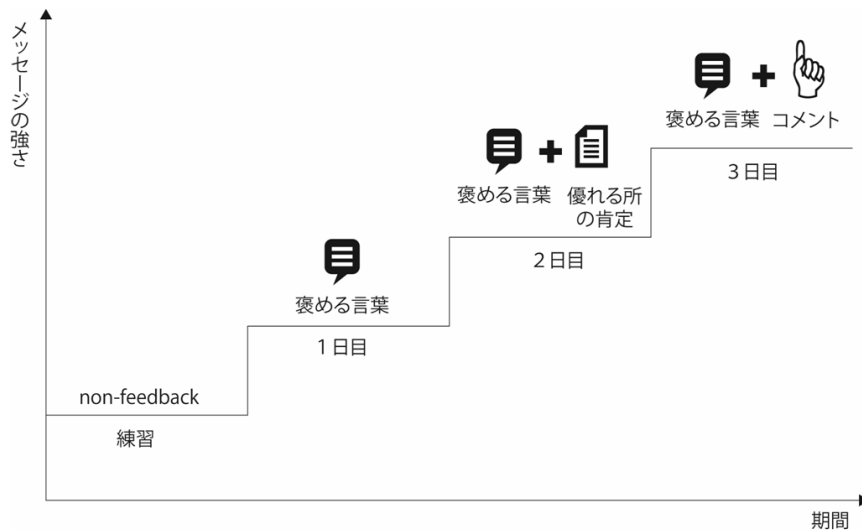 メッセージの強さ
褒める言葉 コメント
3日目
褒める言葉 優れる所
の肯定
2日目
褒める言葉
1日目
non-feedback
練習
期間